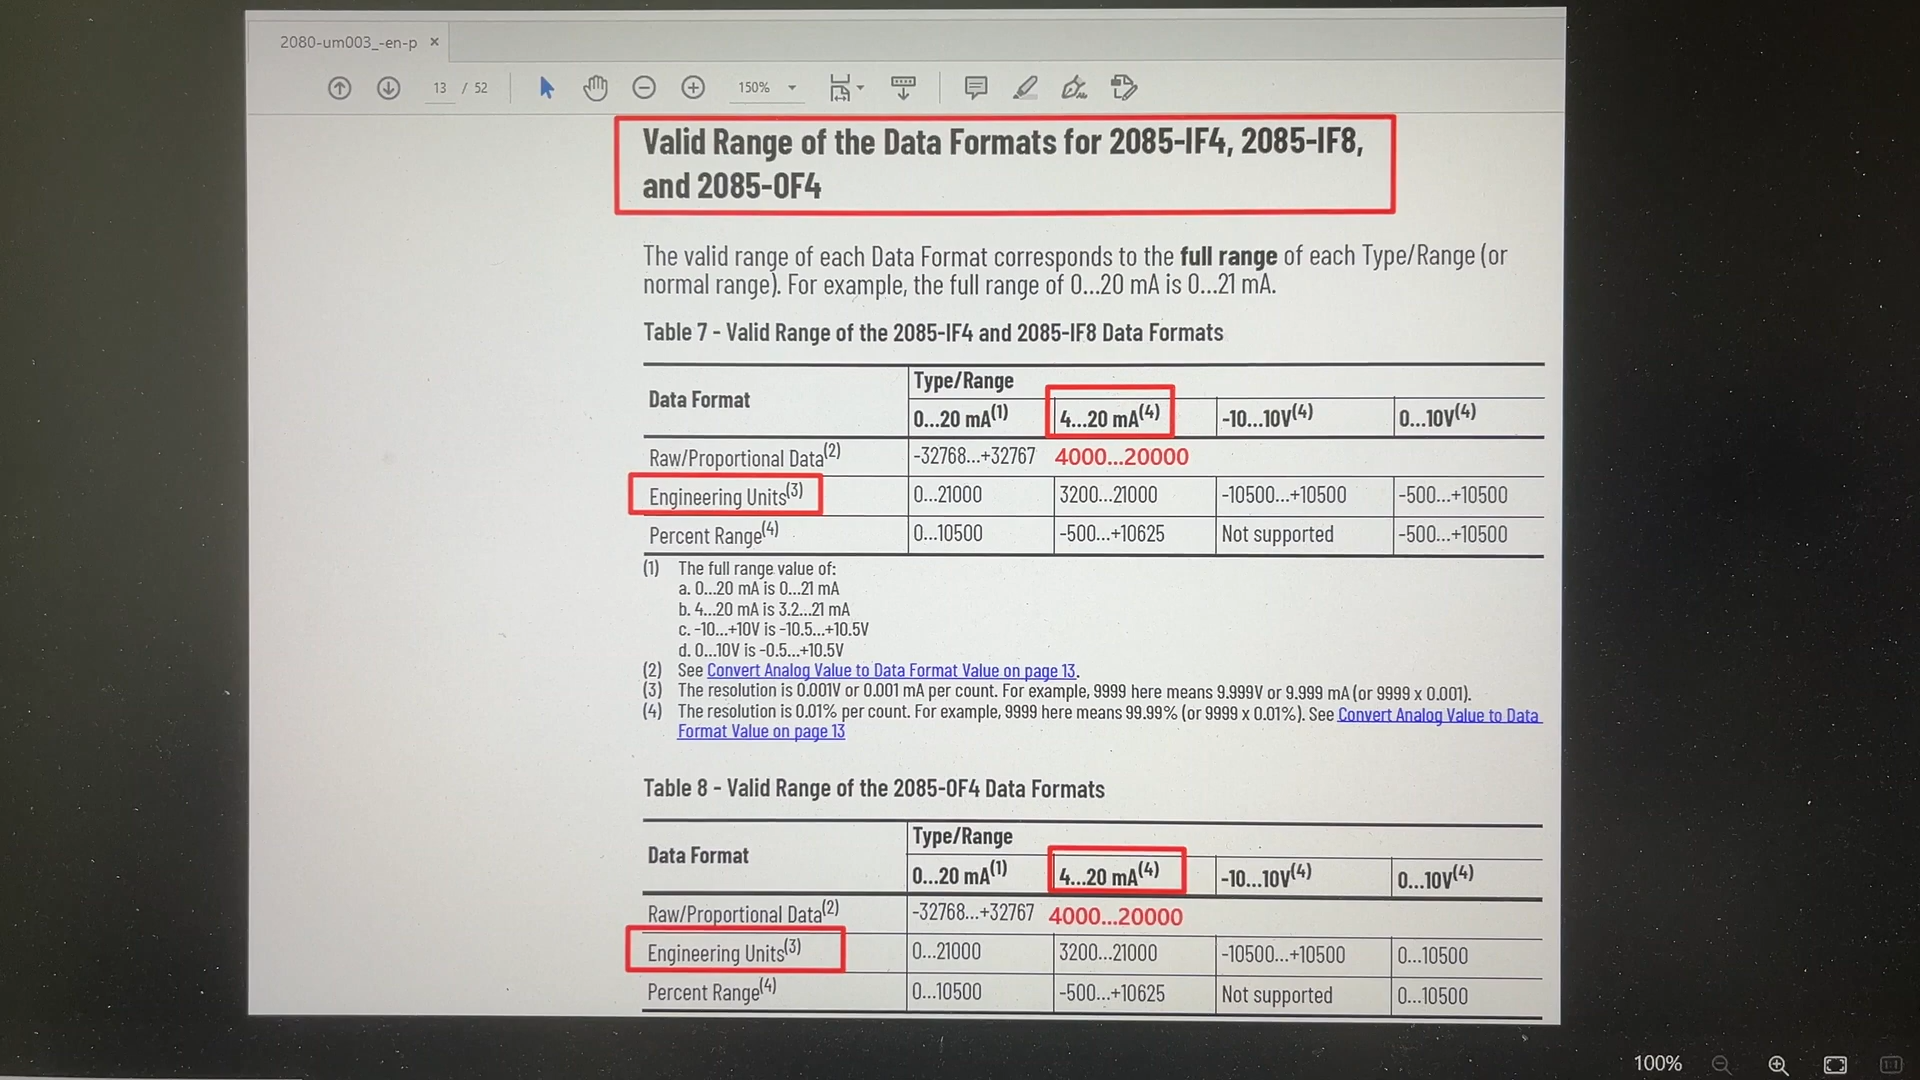 2080-um003_-en-p ×
13 / 52 150%
Valid Range of the Data Formats for 2085-IF4, 2085-IF8,
and 2085-OF4
The valid range of each Data Format corresponds to the full range of each Type/Range (or
normal range). For example, the full range of 0...20 mA is 0...21 mA.
Table 7 - Valid Range of the 2085-IF4 and 2085-IF8 Data Formats
Data Format Type/Range
0...20 mA(1) 4...20 mA(4) -10...10V(4) 0...10V(4)
Raw/Proportional Data(2) -32768...+32767 4000...20000
Engineering Units(3) 0...21000 3200...21000 -10500...+10500 -500...+10500
Percent Range(4) 0...10500 -500...+10625 Not supported -500...+10500
(1) The full range value of:
a. 0...20 mA is 0...21 mA
b. 4...20 mA is 3.2...21 mA
c. -10...+10V is -10.5...+10.5V
d. 0...10V is -0.5...+10.5V
(2) See Convert Analog Value to Data Format Value on page 13.
(3) The resolution is 0.001V or 0.001 mA per count. For example, 9999 here means 9.999V or 9.999 mA (or 9999 x 0.001).
(4) The resolution is 0.01% per count. For example, 9999 here means 99.99% (or 9999 x 0.01%). See Convert Analog Value to Data
Format Value on page 13
Table 8 - Valid Range of the 2085-OF4 Data Formats
Data Format Type/Range
0...20 mA(1) 4...20 mA(4) -10...10V(4) 0...10V(4)
Raw/Proportional Data(2) -32768...+32767 4000...20000
Engineering Units(3) 0...21000 3200...21000 -10500...+10500 0...10500
Percent Range(4) 0...10500 -500...+10625 Not supported 0...10500
100% 1:1